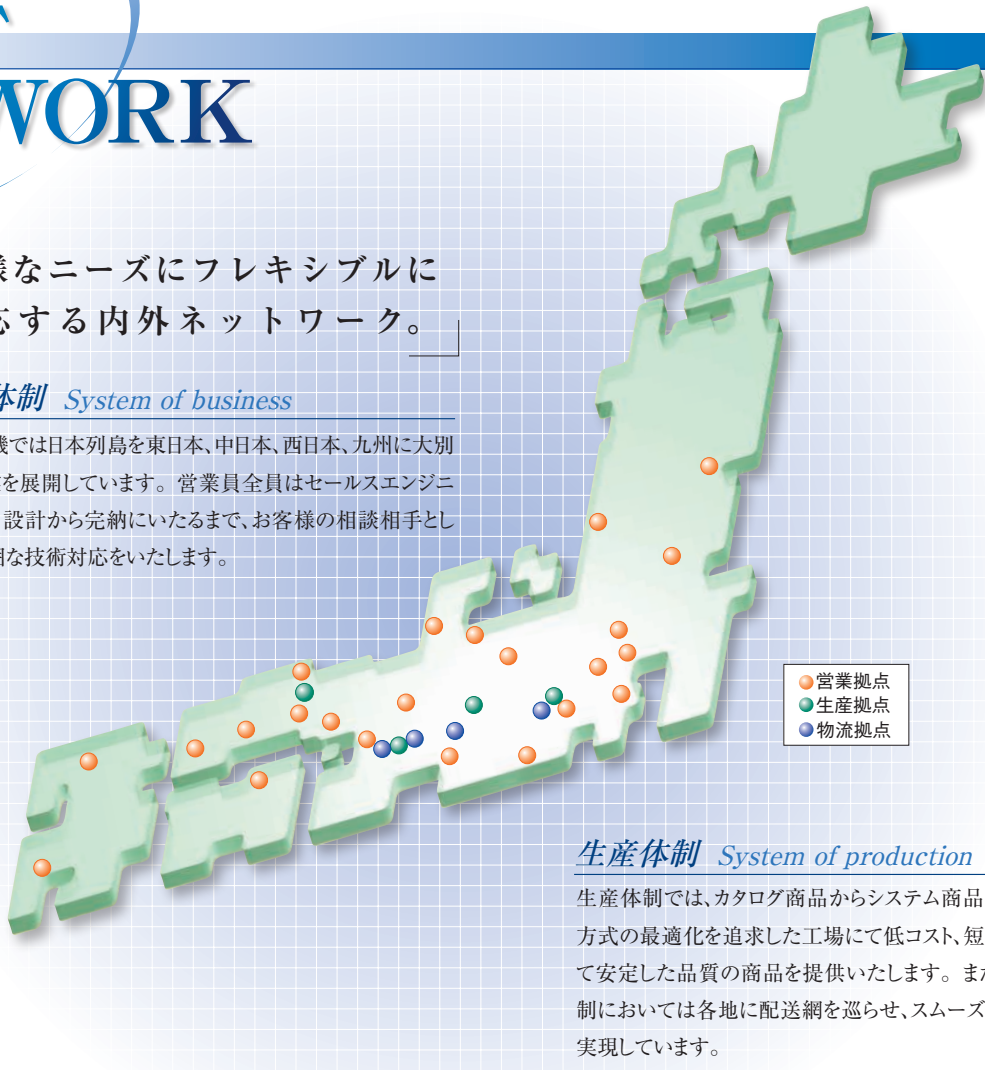 WORK
様なニーズにフレキシブルに
応する内外ネットワーク。
体制 System of business
機では日本列島を東日本、中日本、西日本、九州に大別
を展開しています。営業員全員はセールスエンジニ
設計から完納にいたるまで、お客様の相談相手とし
な技術対応をいたします。
営業拠点
生産拠点
物流拠点
生産体制 System of production
生産体制では、カタログ商品からシステム商品
方式の最適化を追求した工場にて低コスト、短
て安定した品質の商品を提供いたします。また
制においては各地に配送網を巡らせ、スムーズ
実現しています。